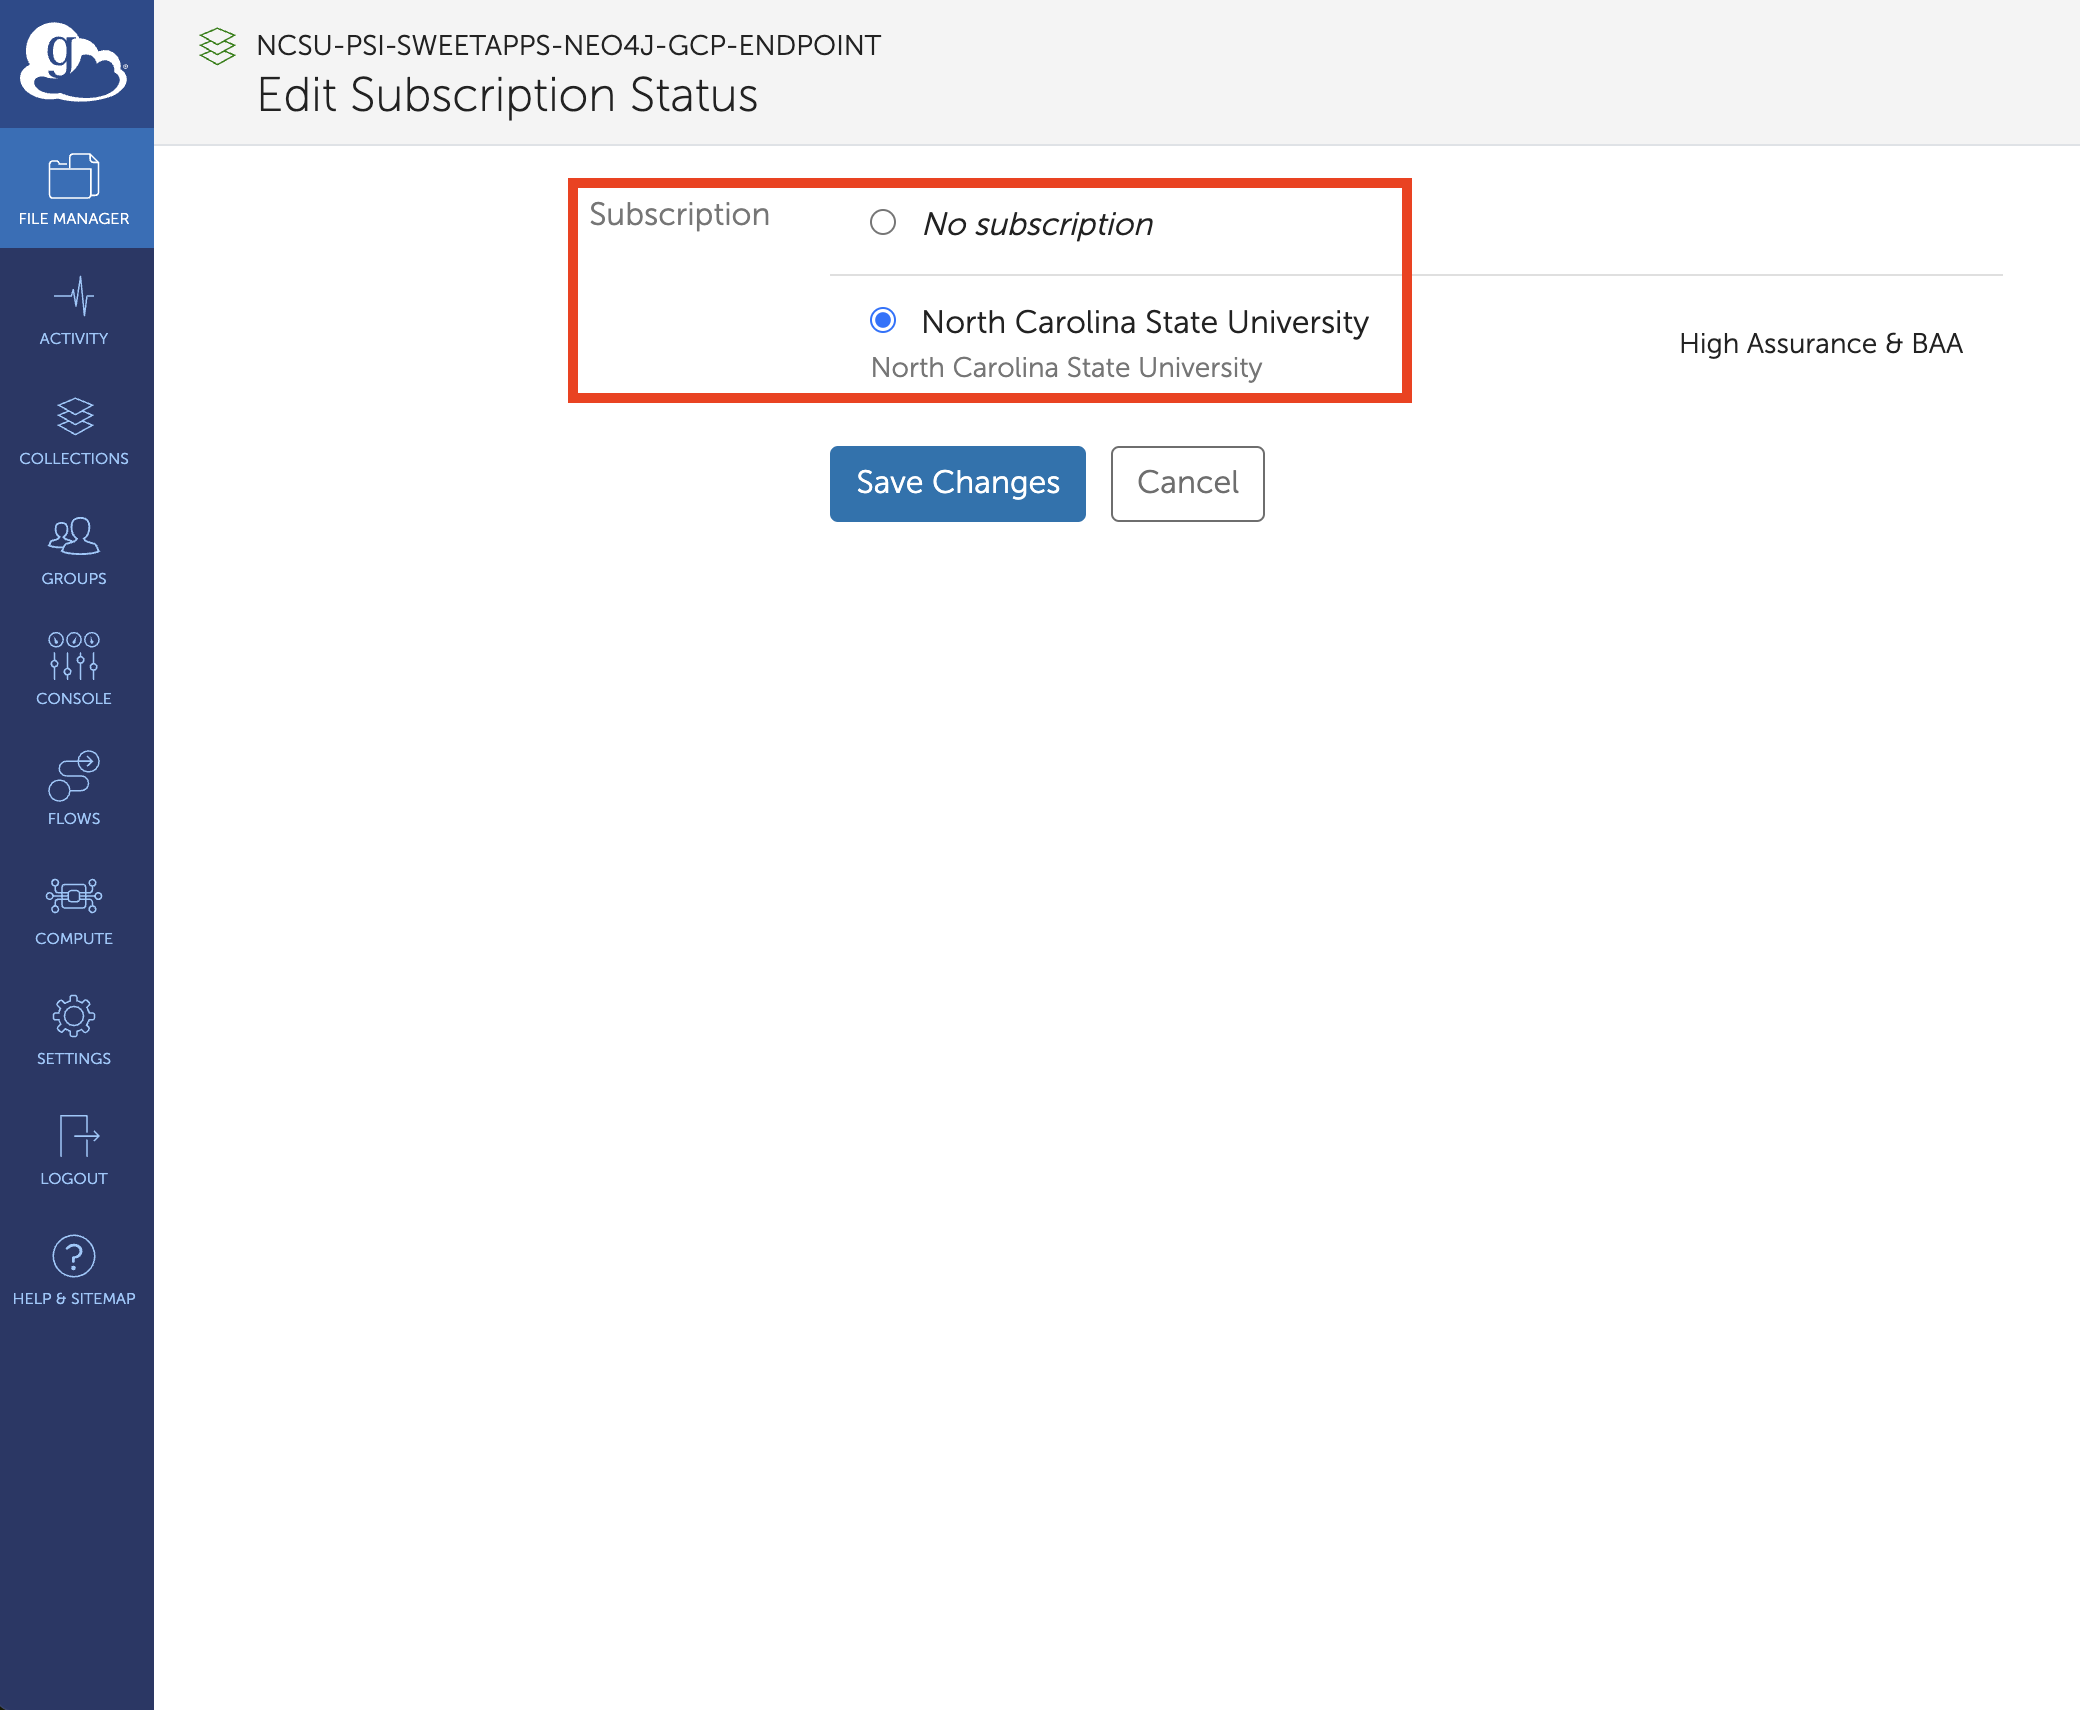 g
NCSU-PSI-SWEETAPPS-NEO4J-GCP-ENDPOINT
Edit Subscription Status
FILE MANAGER
ACTIVITY
COLLECTIONS
GROUPS
CONSOLE
FLOWS
COMPUTE
SETTINGS
LOGOUT
?
HELP & SITEMAP
Subscription
No subscription
North Carolina State University
North Carolina State University
High Assurance & BAA
Save Changes
Cancel